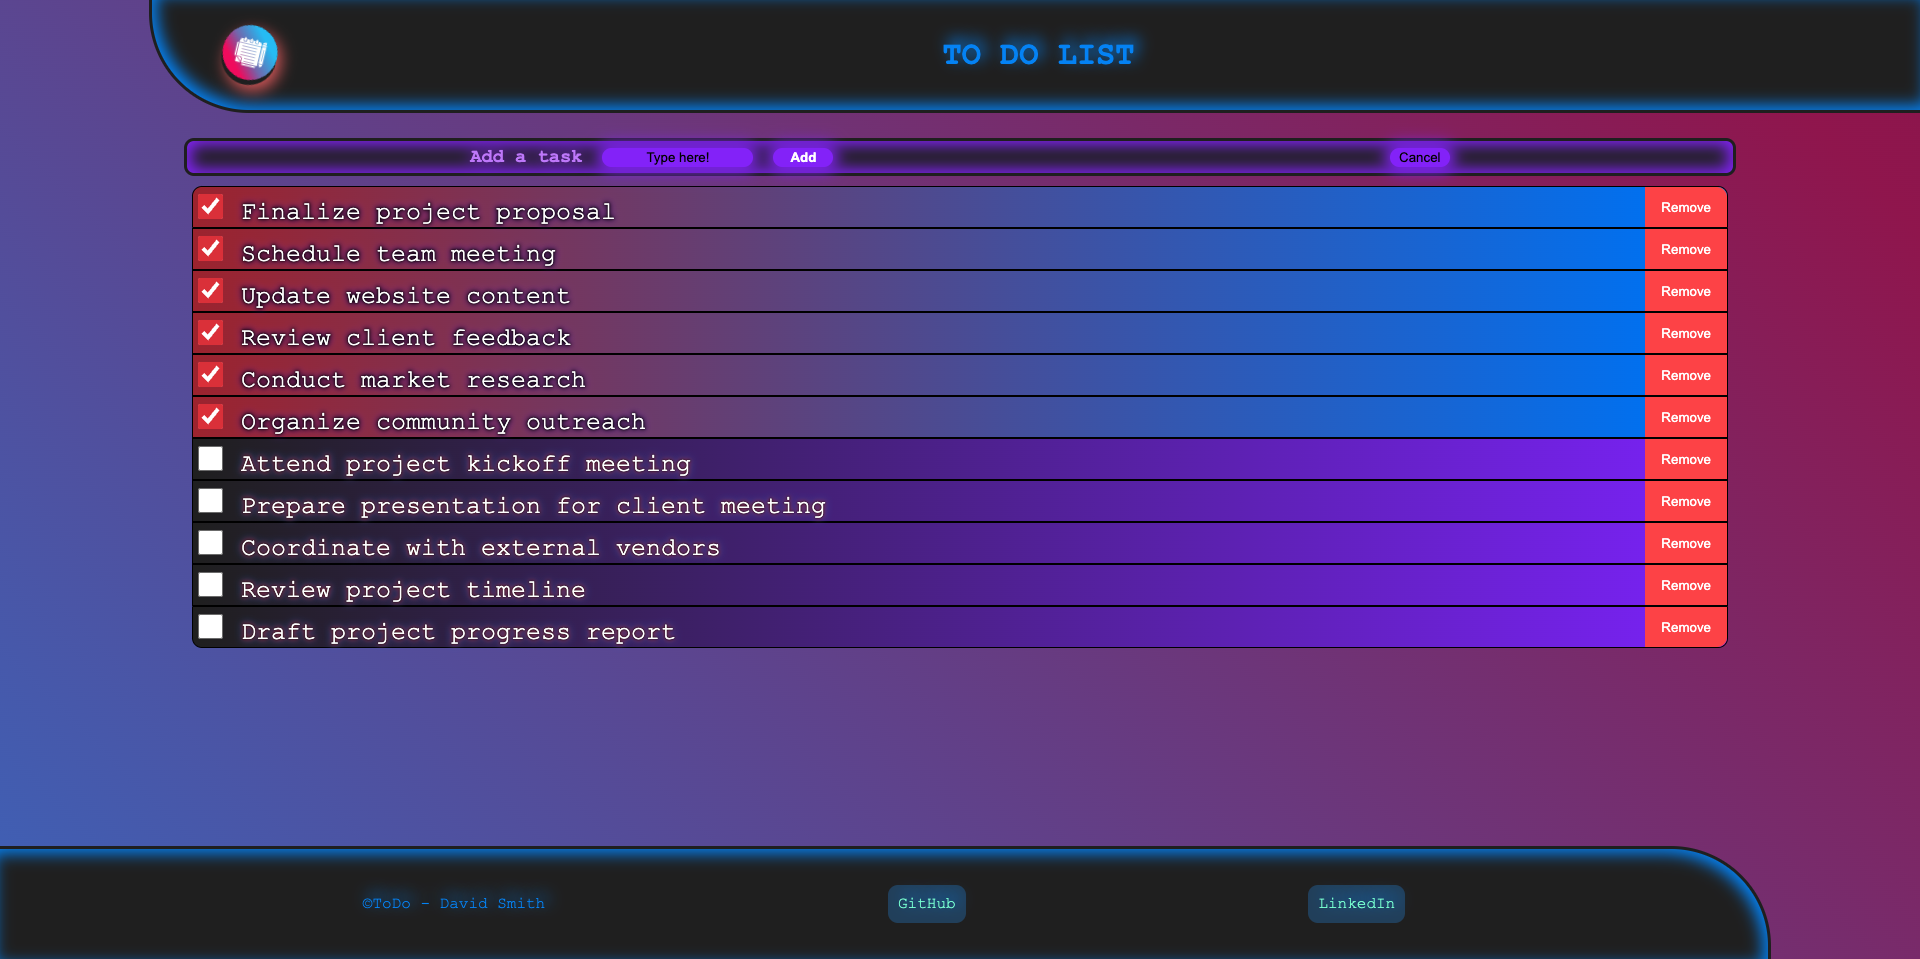 TO DO LIST
Add a task Type here! Add Cancel
Finalize project proposal Remove
Schedule team meeting Remove
Update website content Remove
Review client feedback Remove
Conduct market research Remove
Organize community outreach Remove
Attend project kickoff meeting Remove
Prepare presentation for client meeting Remove
Coordinate with external vendors Remove
Review project timeline Remove
Draft project progress report Remove
©ToDo - David Smith GitHub LinkedIn